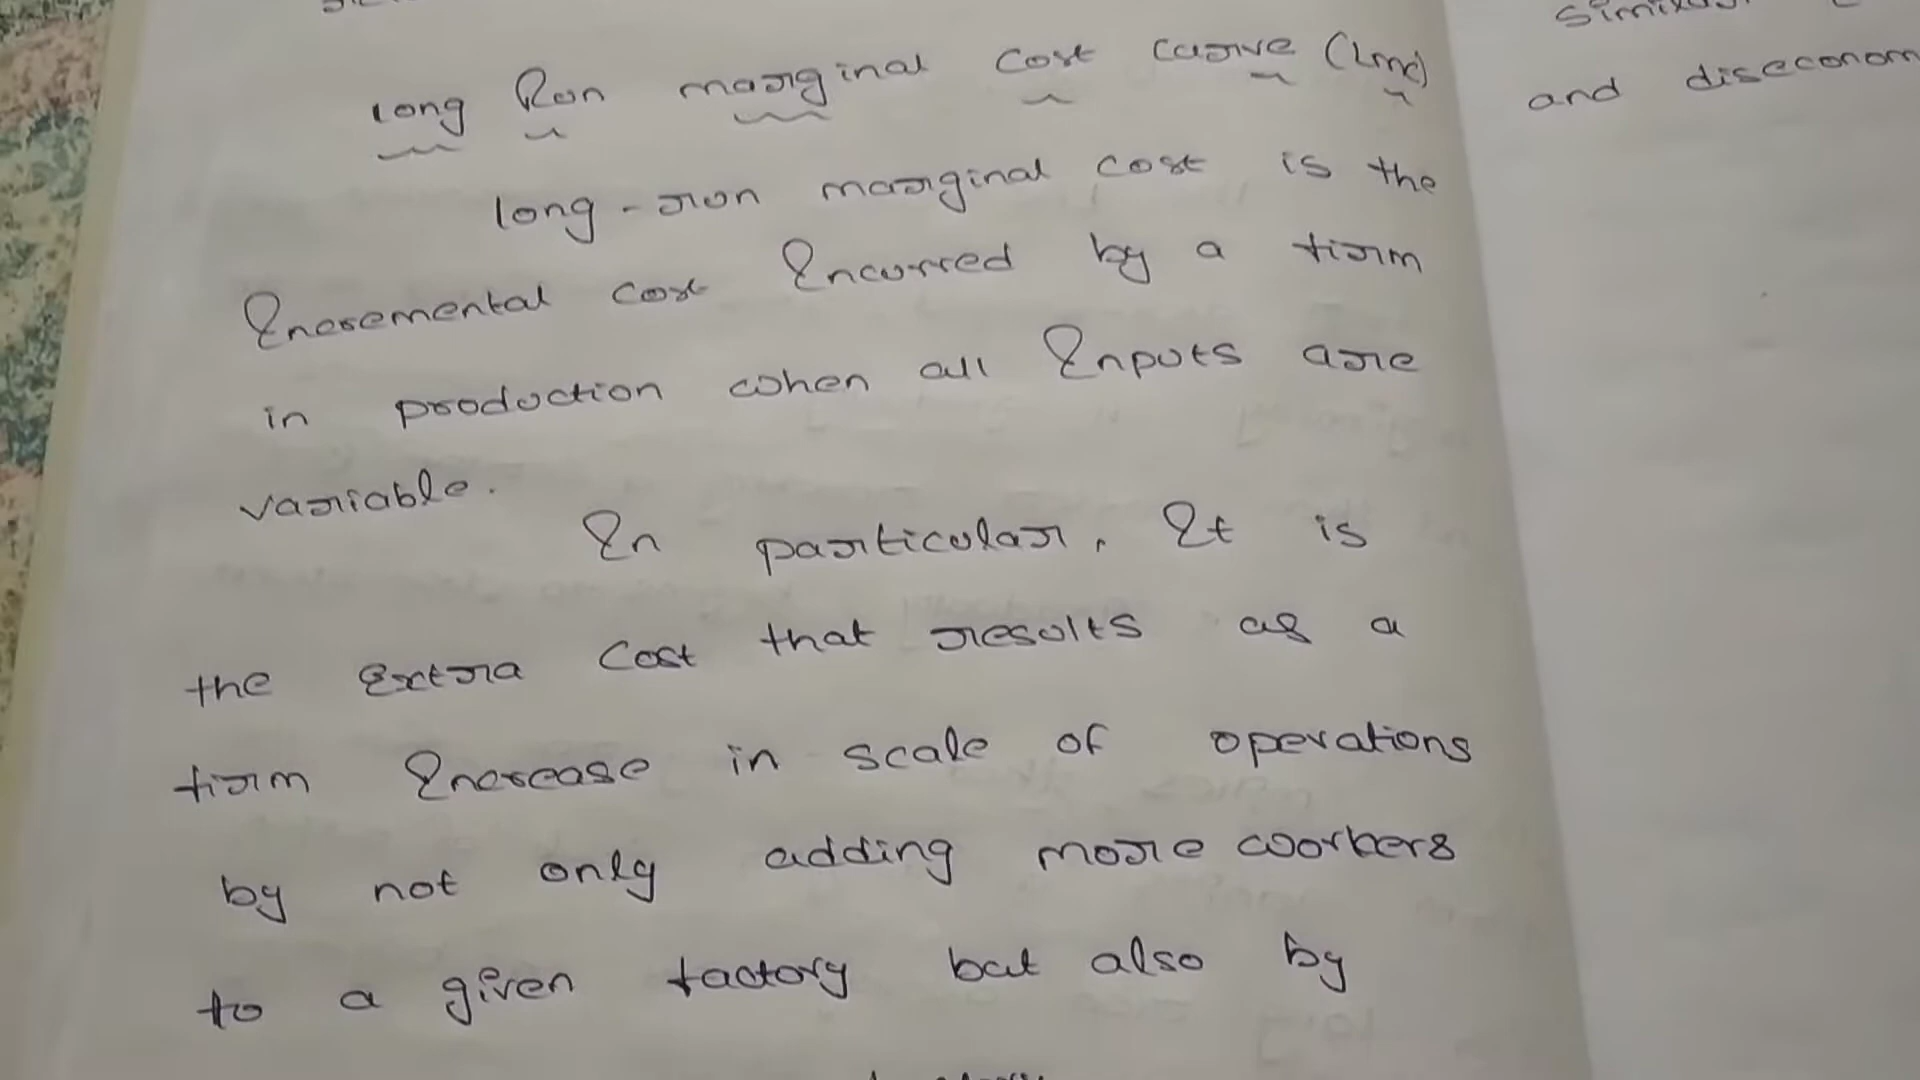 Long Run marginal cost curve (Lmc)
long-run marginal cost is the
Incremental cost Incurred by a firm
in production when all Inputs are
variable.
In particular, It is
the Extra Cost that results as a
firm Increase in scale of operations
by not only adding more workers
to a given factory but also by
and diseconom